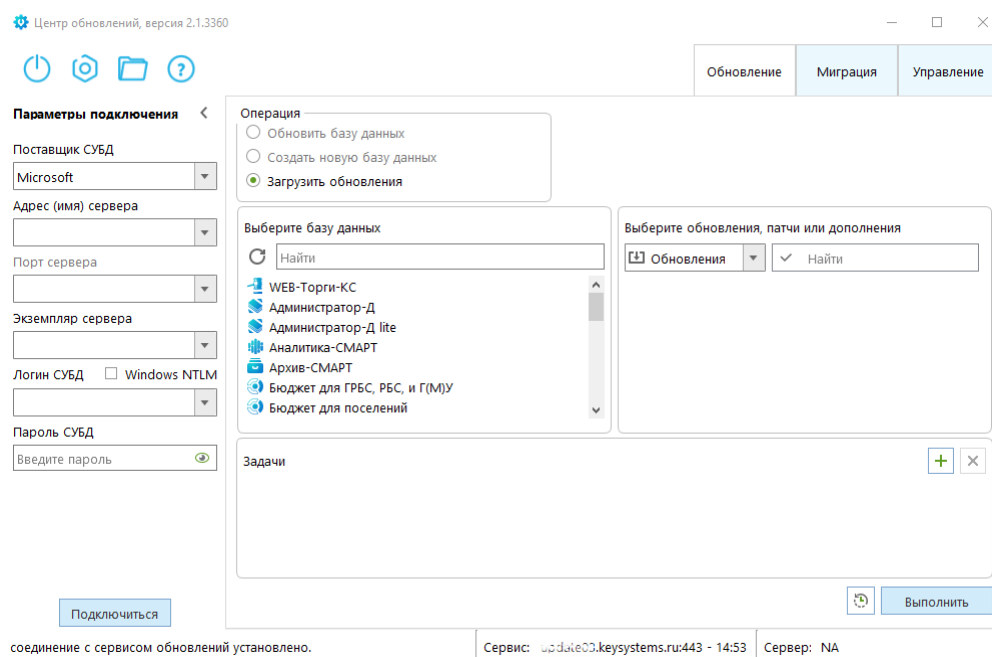 Центр обновлений, версия 2.1.3360
Обновление
Миграция
Управление
Параметры подключения
Поставщик СУБД
Microsoft
Адрес (имя) сервера
Порт сервера
Экземпляр сервера
Логин СУБД Windows NTLM
Пароль СУБД
Введите пароль
Подключиться
Операция
Обновить базу данных
Создать новую базу данных
Загрузить обновления
Выберите базу данных
Найти
WEB-Торги-КС
Администратор-Д
Администратор-Д lite
Аналитика-СМАРТ
Архив-СМАРТ
Бюджет для ГРБС, РБС, и Г(М)У
Бюджет для поселений
Выберите обновления, патчи или дополнения
Обновления
Найти
Задачи
Выполнить
соединение с сервисом обновлений установлено.
Сервис: update03.keysystems.ru:443 - 14:53
Сервер: NA